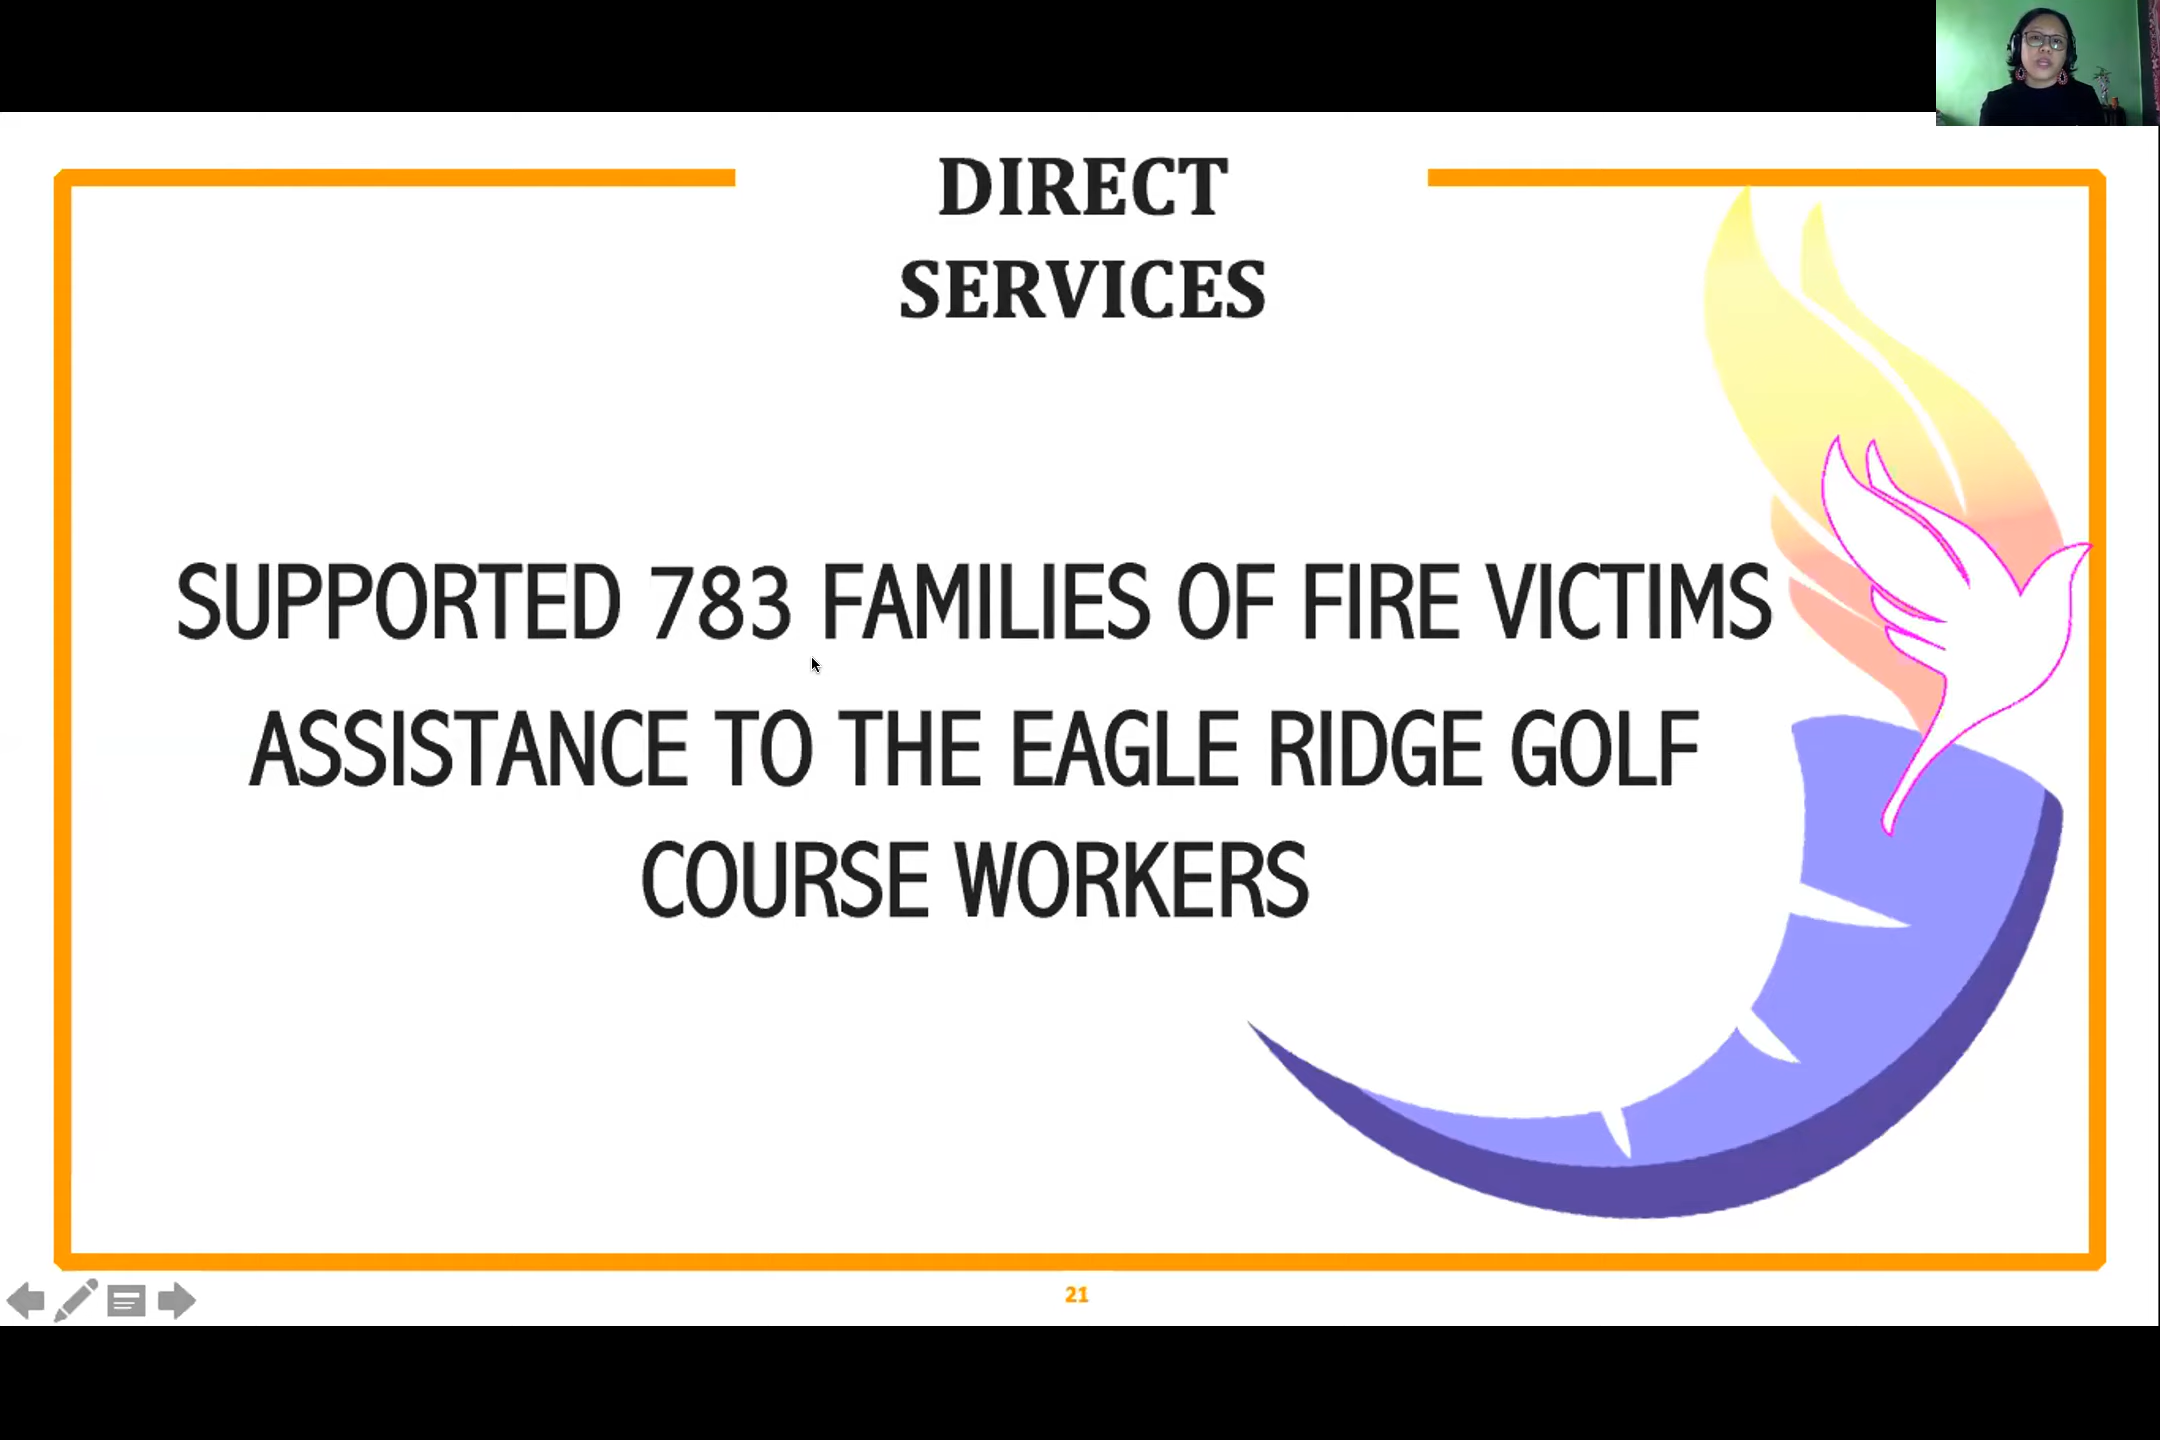 DIRECT
SERVICES
SUPPORTED 783 FAMILIES OF FIRE VICTIMS
ASSISTANCE TO THE EAGLE RIDGE GOLF
COURSE WORKERS
21